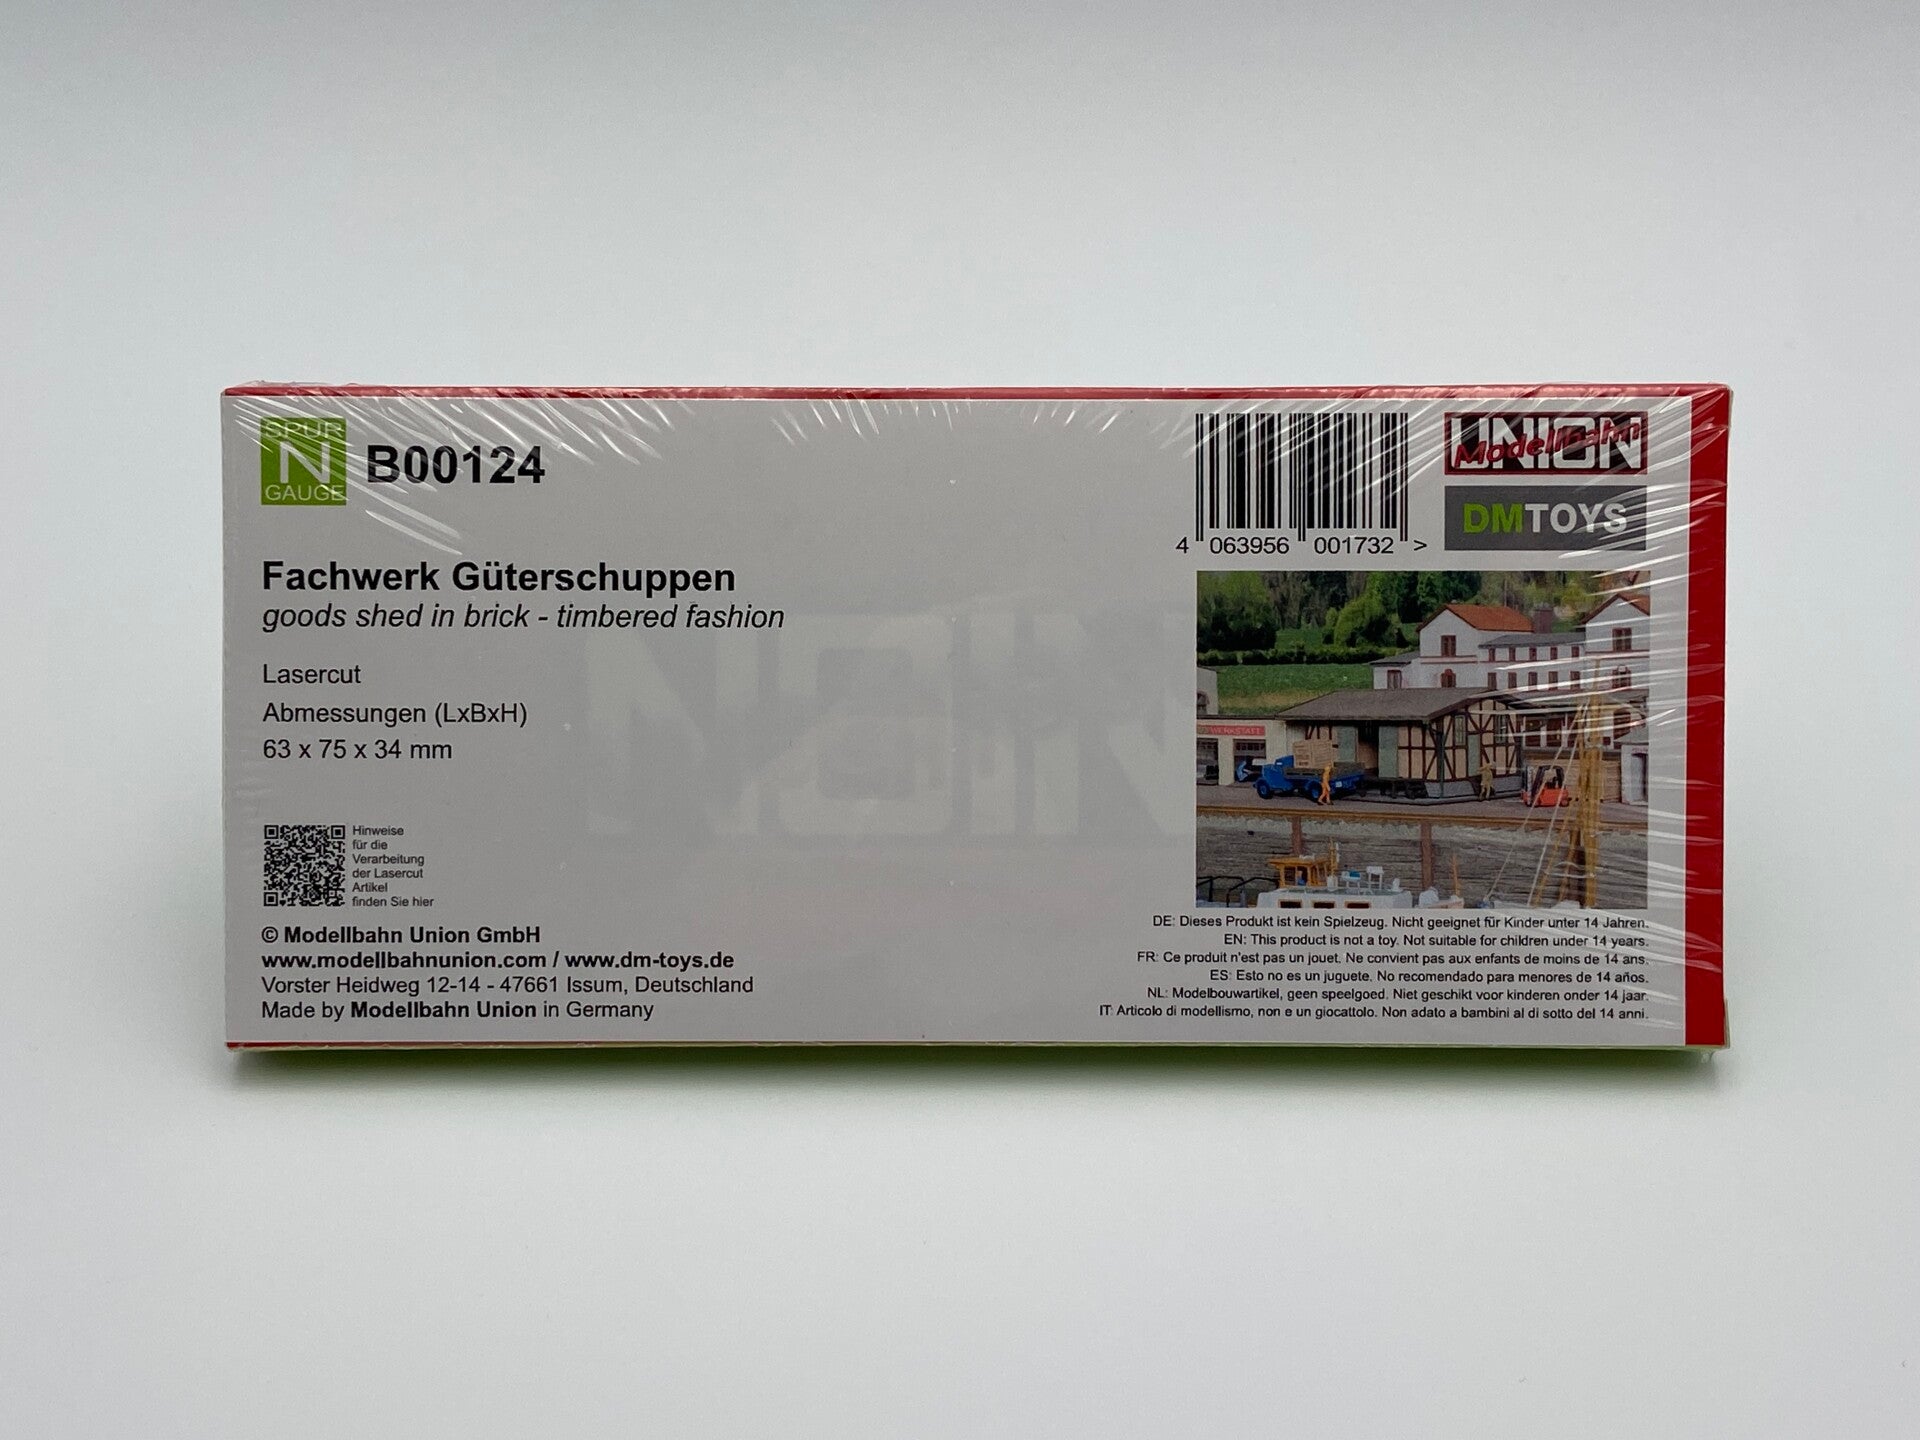 SPUR
N
GAUGE
B00124
Fachwerk Güterschuppen
goods shed in brick - timbered fashion
Lasercut
Abmessungen (LxBxH)
63 x 75 x 34 mm
Hinweise
für die
Verarbeitung
der Lasercut
Artikel
finden Sie hier
© Modellbahn Union GmbH
www.modellbahnunion.com / www.dm-toys.de
Vorster Heidweg 12-14 - 47661 Issum, Deutschland
Made by Modellbahn Union in Germany
4 063956 001732 >
UNION
Modellbahn
DMTOYS
DE: Dieses Produkt ist kein Spielzeug. Nicht geeignet für Kinder unter 14 Jahren.
EN: This product is not a toy. Not suitable for children under 14 years.
FR: Ce produit n'est pas un jouet. Ne convient pas aux enfants de moins de 14 ans.
ES: Esto no es un juguete. No recomendado para menores de 14 años.
NL: Modelbouwartikel, geen speelgoed. Niet geschikt voor kinderen onder 14 jaar.
IT: Articolo di modellismo, non e un giocattolo. Non adato a bambini al di sotto del 14 anni.